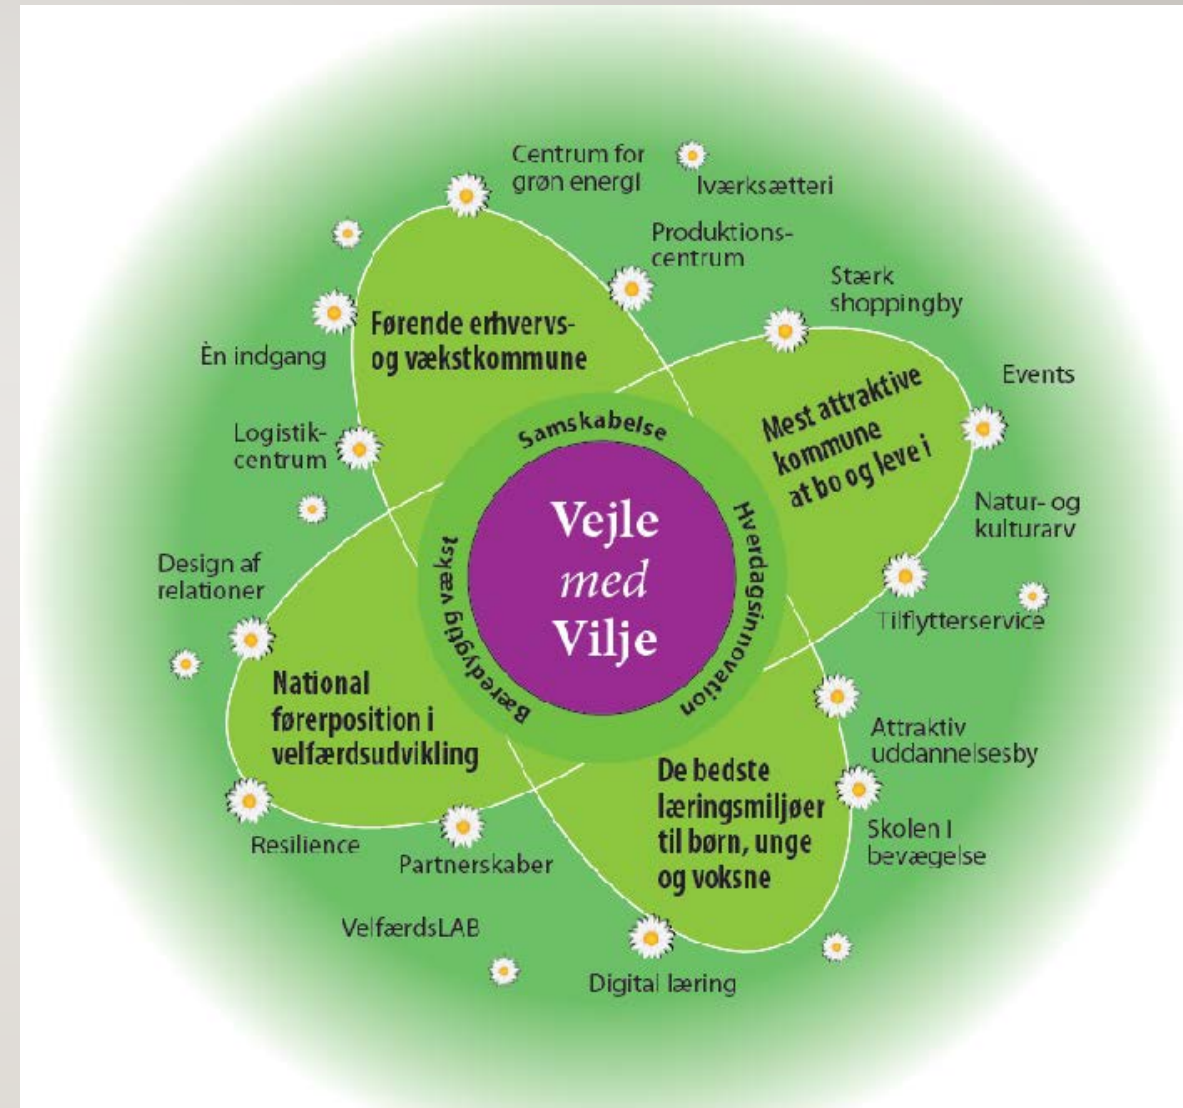 Centrum for
grøn energi
Iværksætteri
Produktions-
centrum
Stærk
shoppingby
Èn indgang
Førende erhvervs-
og vækstkommune
Events
Mest attraktive
kommune
at bo og leve i
Logistik-
centrum
Samskabelse
Hverdagsinnovation
Bæredygtig vækst
Vejle
med
Vilje
Natur- og
kulturarv
Design af
relationer
Tilflytterservice
National
førerposition i
velfærdsudvikling
Attraktiv
uddannelsesby
De bedste
læringsmiljøer
til børn, unge
og voksne
Skolen i
bevægelse
Resilience
Partnerskaber
VelfærdsLAB
Digital læring